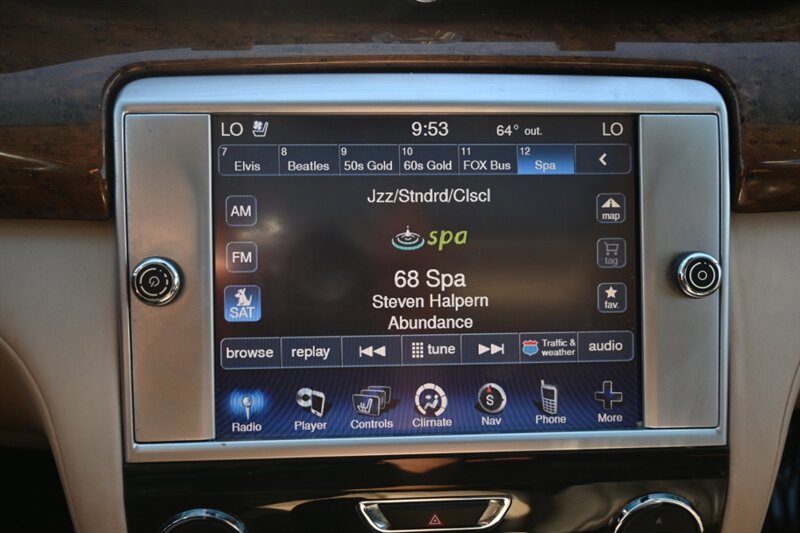 LO 9:53 64° out. LO
7 Elvis 8 Beatles 9 50s Gold 10 60s Gold 11 FOX Bus 12 Spa <
Jzz/Stndrd/Clscl
AM map
spa
FM tag
68 Spa
Steven Halpern
SAT fav.
Abundance
browse replay tune Traffic & weather audio
Radio Player Controls Climate S Nav Phone More